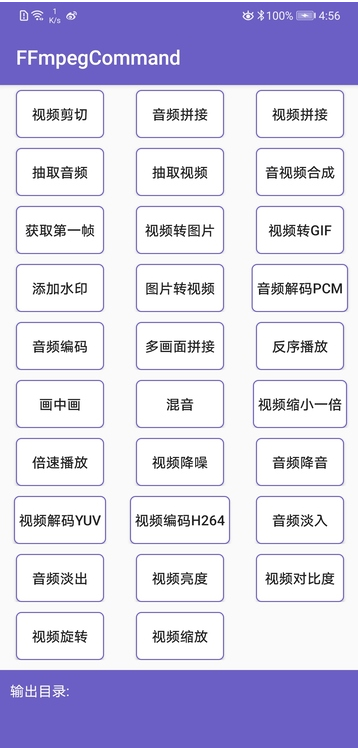 1
K/s
100%
4:56
FFmpegCommand
视频剪切 音频拼接 视频拼接
抽取音频 抽取视频 音视频合成
获取第一帧 视频转图片 视频转GIF
添加水印 图片转视频 音频解码PCM
音频编码 多画面拼接 反序播放
画中画 混音 视频缩小一倍
倍速播放 视频降噪 音频降音
视频解码YUV 视频编码H264 音频淡入
音频淡出 视频亮度 视频对比度
视频旋转 视频缩放
输出目录: